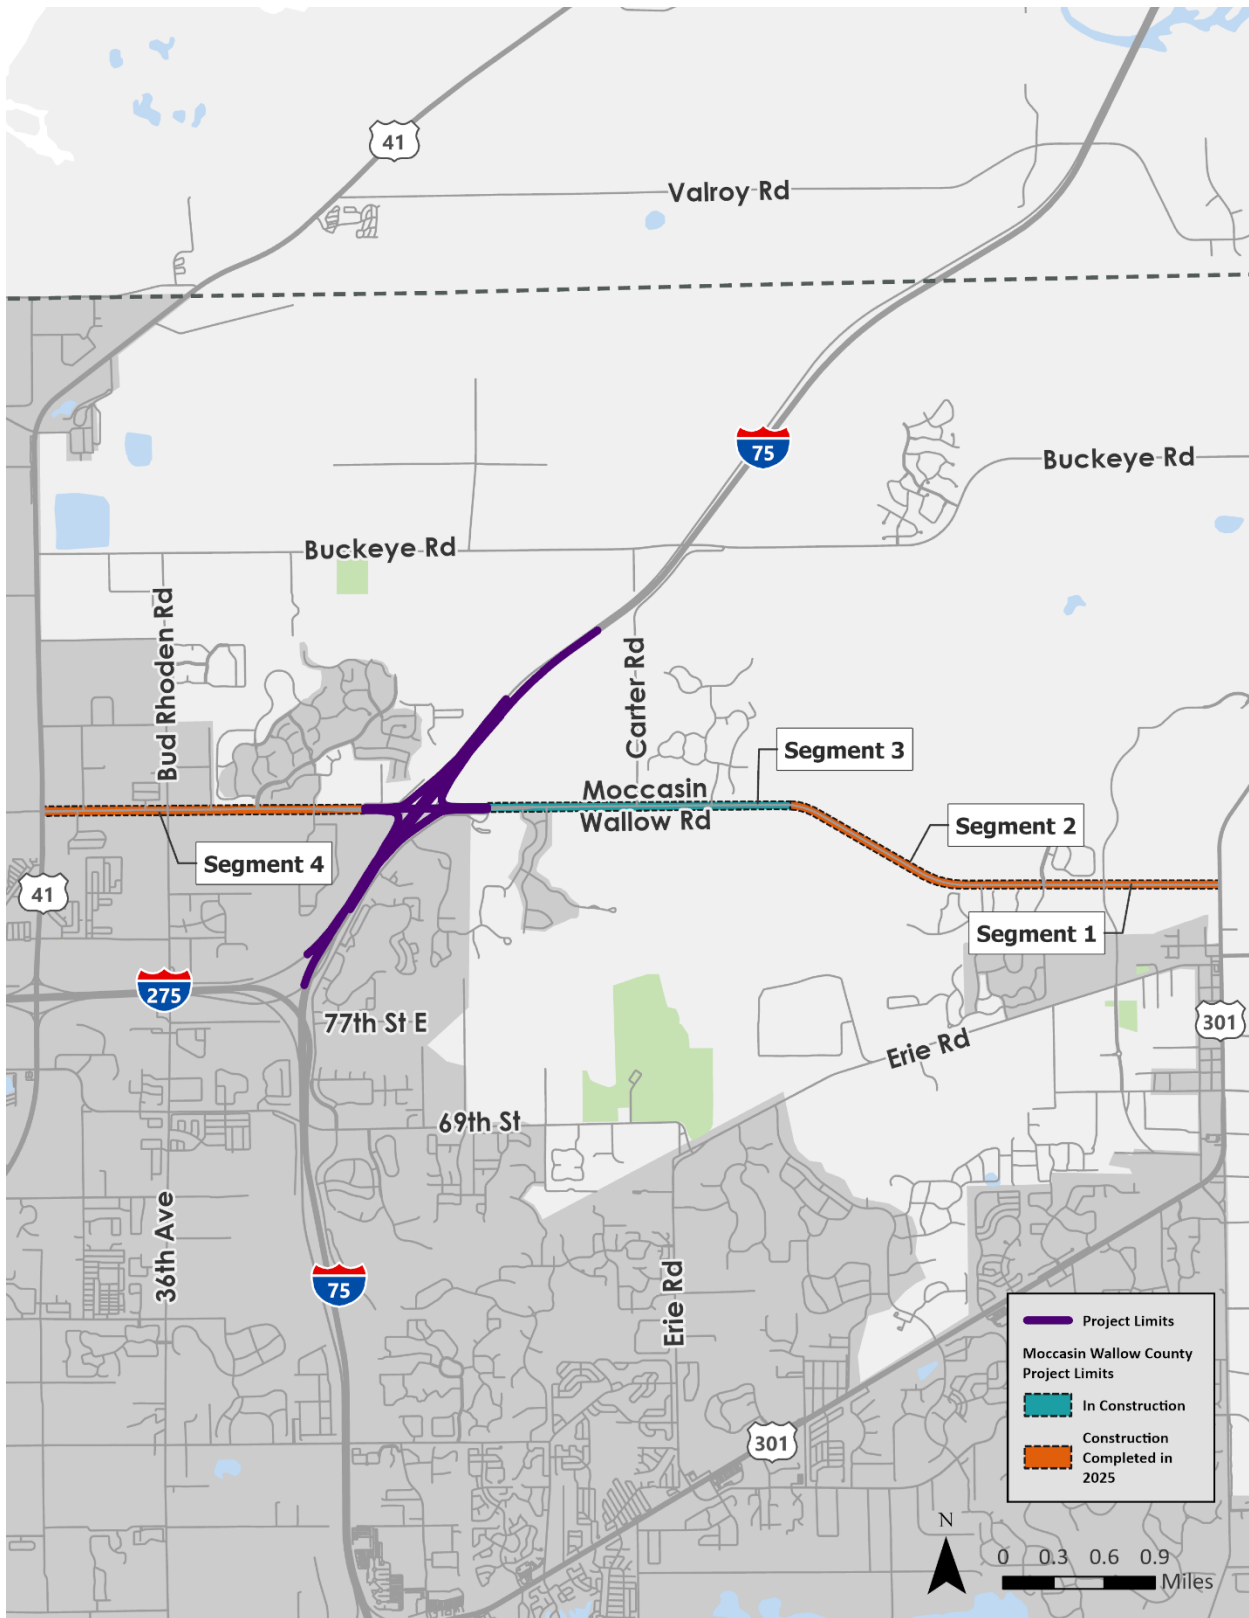 41
Valroy Rd
75
Buckeye Rd
Buckeye Rd
Bud Rhoden Rd
Carter Rd
Segment 3
Moccasin
Wallow Rd
Segment 2
Segment 4
41
Segment 1
275
77th St E
301
Erie Rd
69th St
36th Ave
75
Erie Rd
301
Project Limits
Moccasin Wallow County
Project Limits
In Construction
Construction
Completed in
2025
N
0 0.3 0.6 0.9
Miles